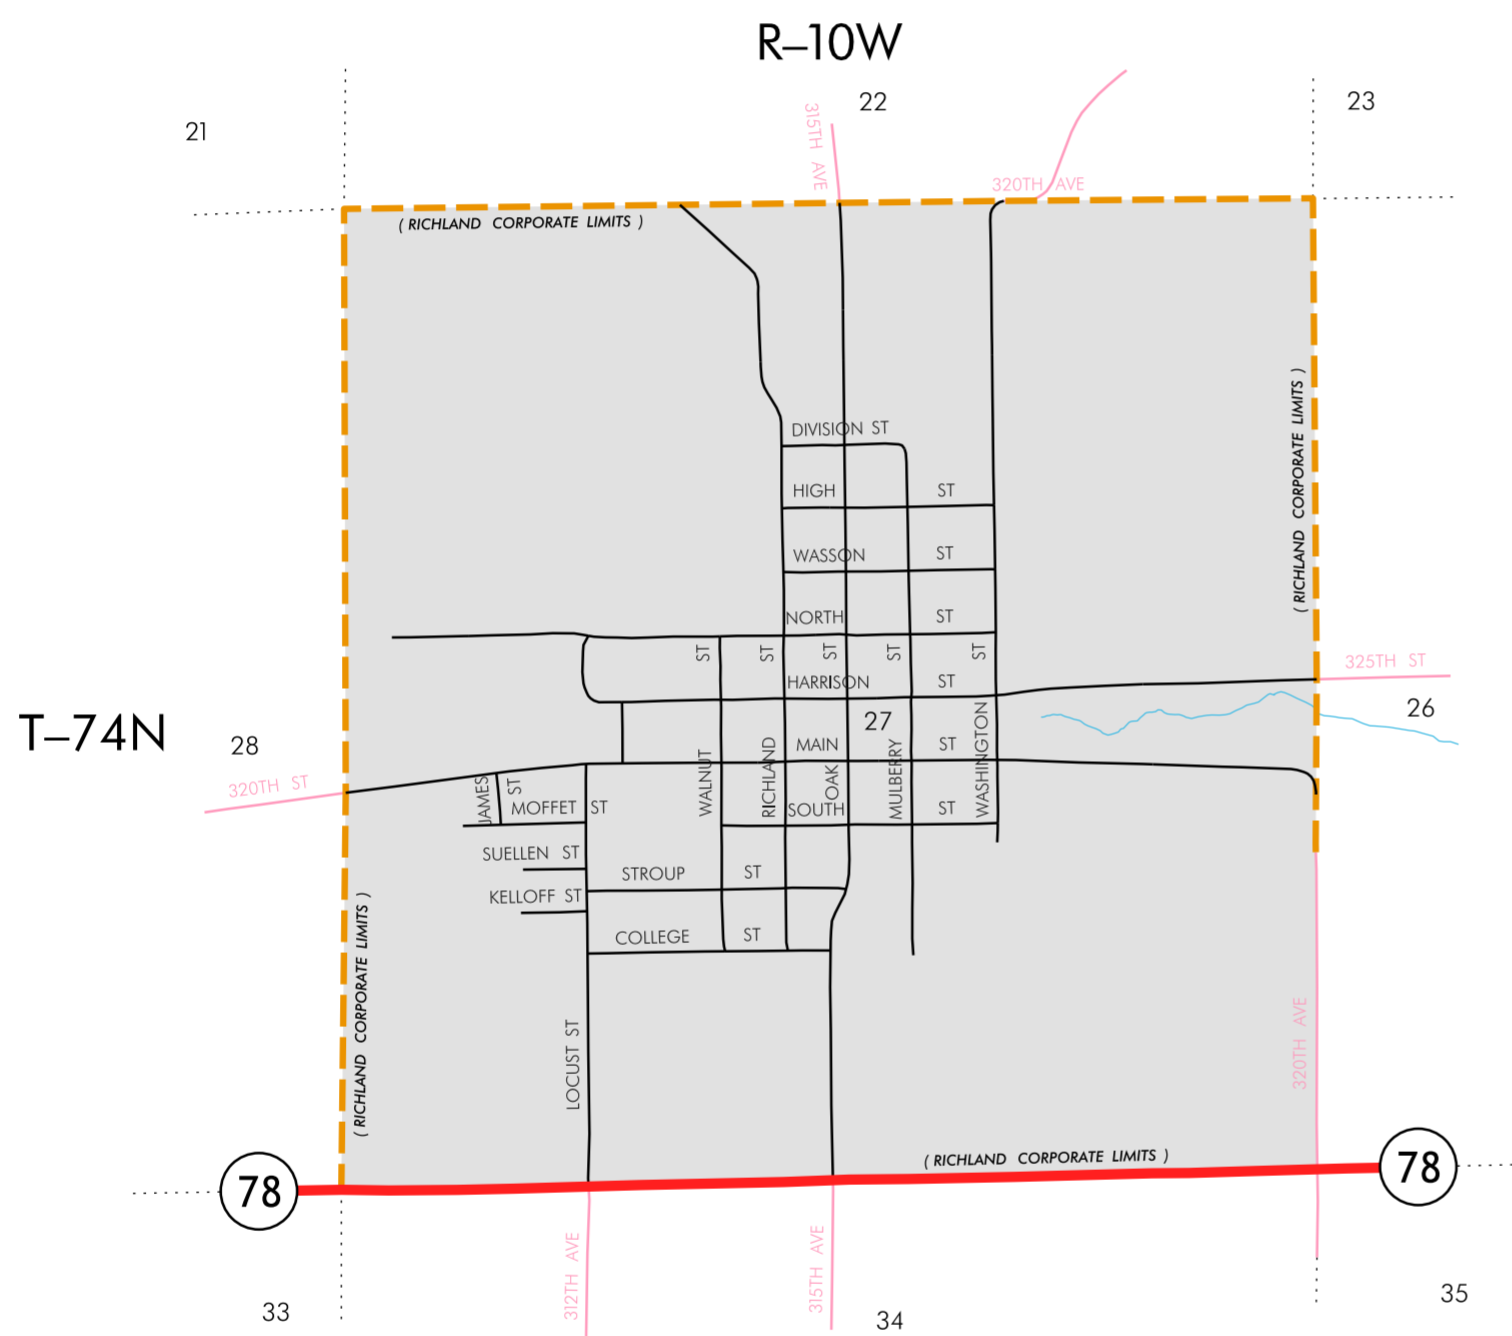 R–10W
21
22
23
315TH AVE
320TH AVE
( RICHLAND CORPORATE LIMITS )
( RICHLAND CORPORATE LIMITS )
DIVISION ST
HIGH ST
WASSON ST
NORTH ST
WALNUT ST
RICHLAND ST
OAK ST
MULBERRY ST
WASHINGTON ST
HARRISON ST
325TH ST
T–74N
28
27
26
MAIN ST
320TH ST
JAMES ST
MOFFET ST
SOUTH ST
SUELLEN ST
STROUP ST
KELLOFF ST
COLLEGE ST
( RICHLAND CORPORATE LIMITS )
LOCUST ST
320TH AVE
( RICHLAND CORPORATE LIMITS )
78
78
312TH AVE
315TH AVE
33
34
35